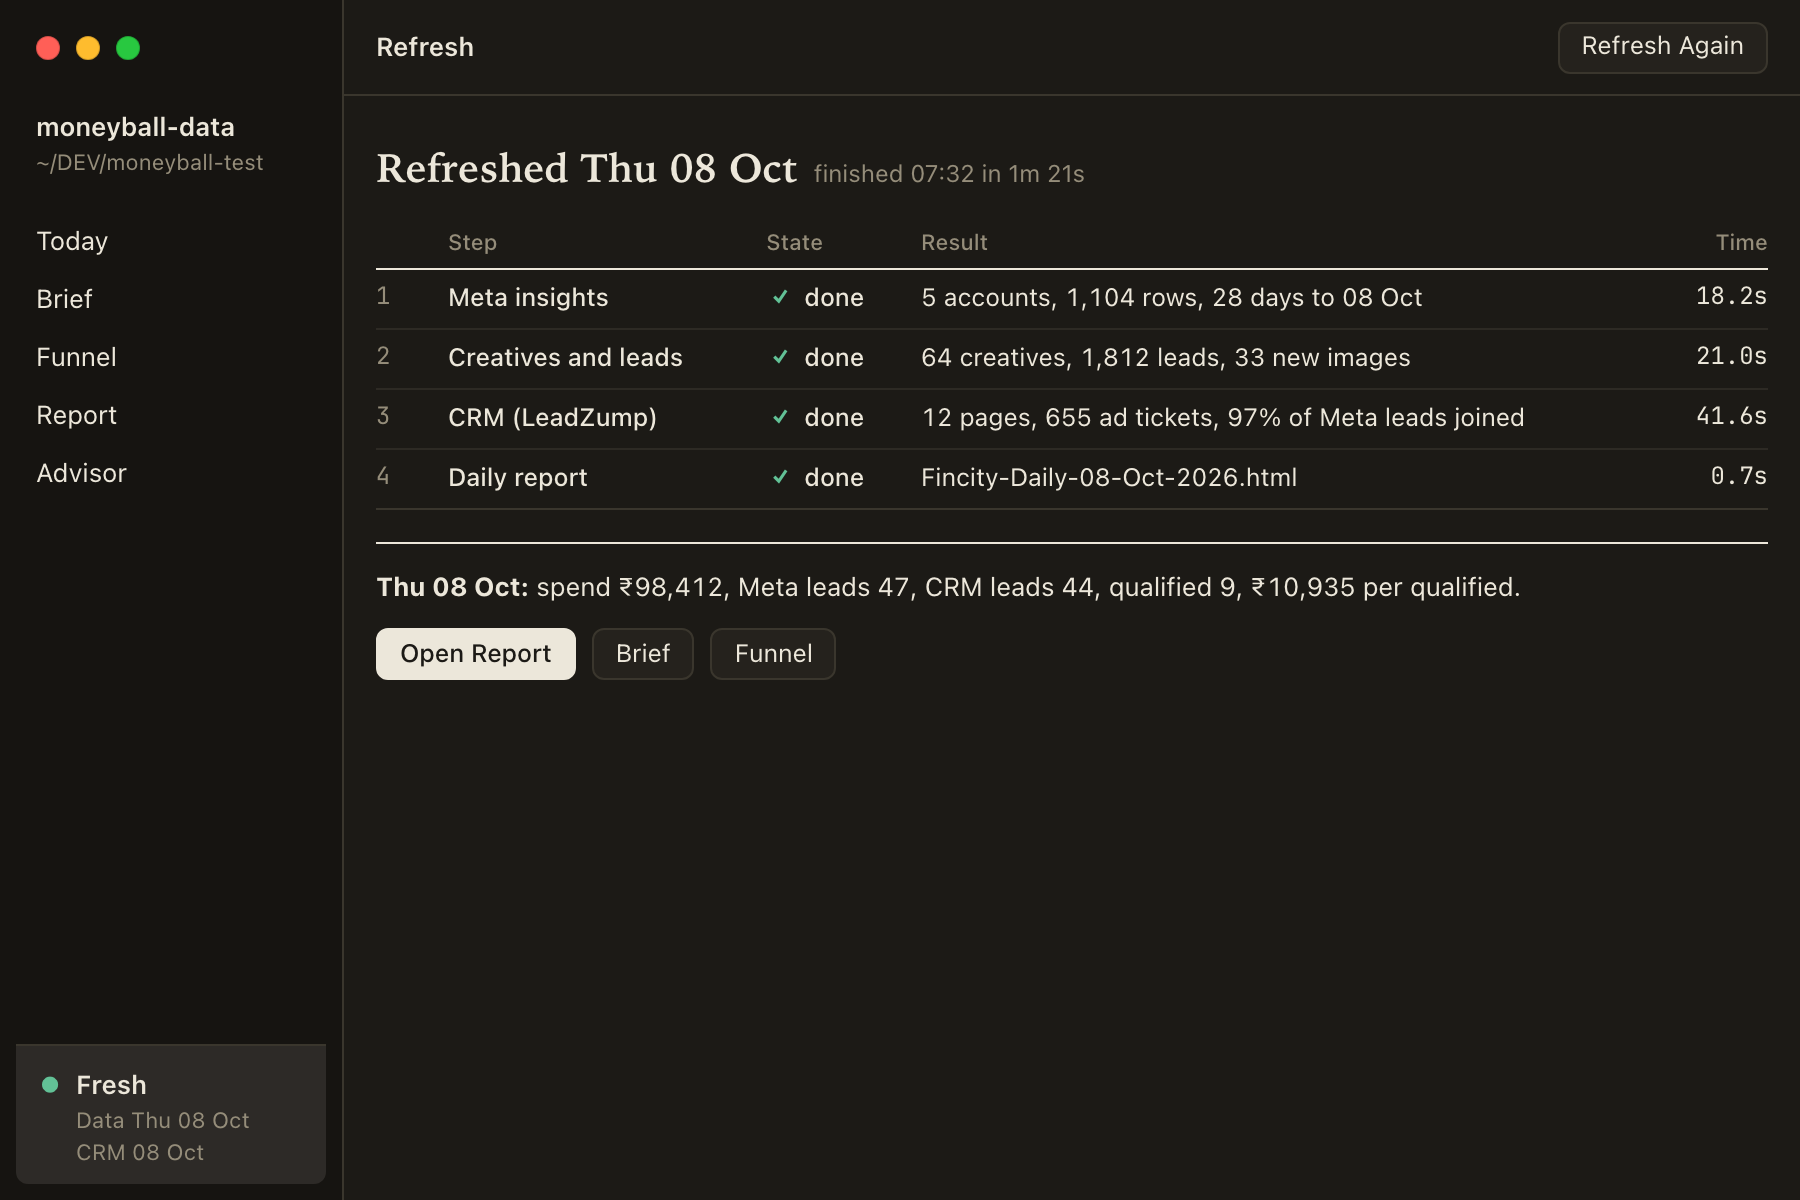 Refresh
Refresh Again
moneyball-data
~/DEV/moneyball-test
Today
Brief
Funnel
Report
Advisor
Refreshed Thu 08 Oct finished 07:32 in 1m 21s
Step State Result Time
1 Meta insights ✓ done 5 accounts, 1,104 rows, 28 days to 08 Oct 18.2s
2 Creatives and leads ✓ done 64 creatives, 1,812 leads, 33 new images 21.0s
3 CRM (LeadZump) ✓ done 12 pages, 655 ad tickets, 97% of Meta leads joined 41.6s
4 Daily report ✓ done Fincity-Daily-08-Oct-2026.html 0.7s
Thu 08 Oct: spend ₹98,412, Meta leads 47, CRM leads 44, qualified 9, ₹10,935 per qualified.
Open Report Brief Funnel
Fresh
Data Thu 08 Oct
CRM 08 Oct